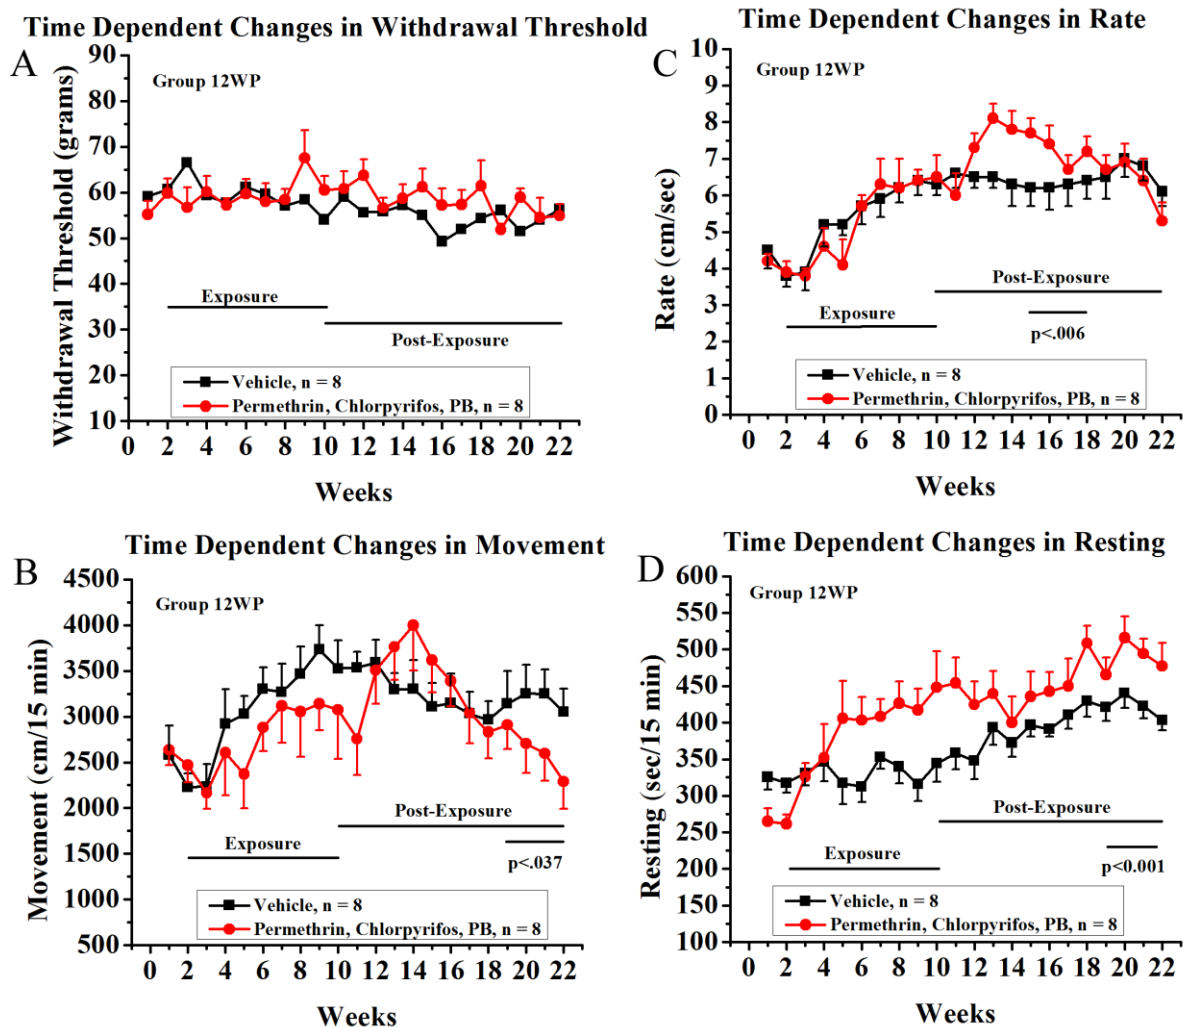 Time Dependent Changes in Withdrawal Threshold
A
Group 12WP
Withdrawal Threshold (grams)
90
80
70
60
50
40
30
20
10
Exposure
Post-Exposure
Vehicle, n = 8
Permethrin, Chlorpyrifos, PB, n = 8
0 2 4 6 8 10 12 14 16 18 20 22
Weeks
Time Dependent Changes in Rate
C
Group 12WP
Rate (cm/sec)
10
9
8
7
6
5
4
3
2
1
0
Post-Exposure
Exposure
p<.006
Vehicle, n = 8
Permethrin, Chlorpyrifos, PB, n = 8
0 2 4 6 8 10 12 14 16 18 20 22
Weeks
Time Dependent Changes in Movement
B
Group 12WP
Movement (cm/15 min)
4500
4000
3500
3000
2500
2000
1500
1000
500
Post-Exposure
Exposure
p<.037
Vehicle, n = 8
Permethrin, Chlorpyrifos, PB, n = 8
0 2 4 6 8 10 12 14 16 18 20 22
Weeks
Time Dependent Changes in Resting
D
Group 12WP
Resting (sec/15 min)
600
550
500
450
400
350
300
250
200
150
100
Post-Exposure
Exposure
p<0.001
Vehicle, n = 8
Permethrin, Chlorpyrifos, PB, n = 8
0 2 4 6 8 10 12 14 16 18 20 22
Weeks